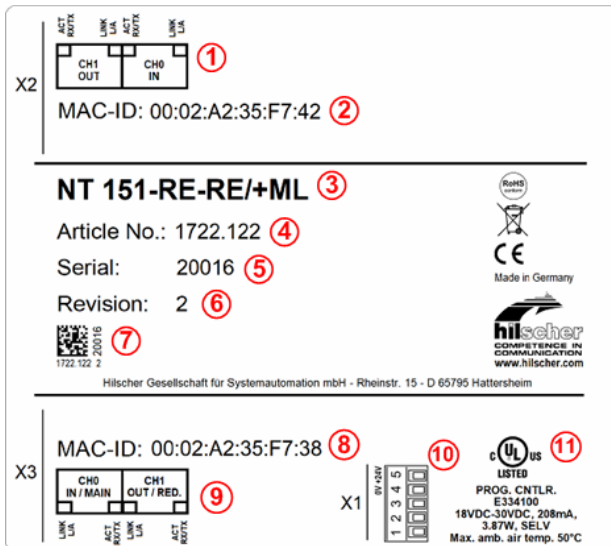 ACT RX/TX LINK L/A ACT RX/TX LINK L/A
X2
CH1 OUT
CH0 IN
1
MAC-ID: 00:02:A2:35:F7:42 2
NT 151-RE-RE/+ML 3
Article No.: 1722.122 4
Serial: 20016 5
Revision: 2 6
7
20016
1722.122 2
RoHS
conform
CE
Made in Germany
hilscher
COMPETENCE IN
COMMUNICATION
www.hilscher.com
Hilscher Gesellschaft für Systemautomation mbH - Rheinstr. 15 - D 65795 Hattersheim
MAC-ID: 00:02:A2:35:F7:38 8
X3
CH0 IN / MAIN
CH1 OUT / RED.
9
LINK L/A ACT RX/TX LINK L/A ACT RX/TX
10
X1
0V +24V
1 2 3 4 5
C UL US
LISTED
11
PROG. CNTLR.
E334100
18VDC-30VDC, 208mA,
3.87W, SELV
Max. amb. air temp. 50°C